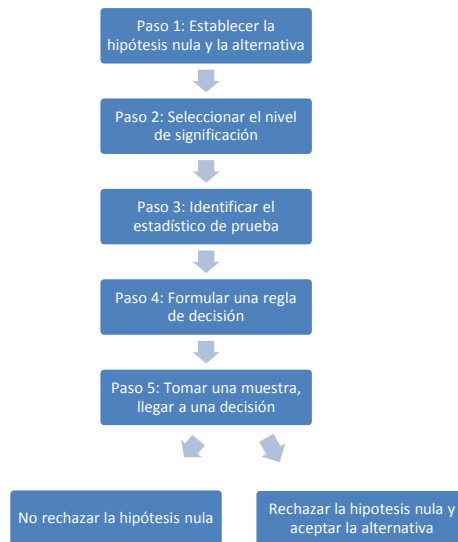 Paso 1: Establecer la
hipótesis nula y la alternativa
Paso 2: Seleccionar el nivel
de significación
Paso 3: Identificar el
estadístico de prueba
Paso 4: Formular una regla
de decisión
Paso 5: Tomar una muestra,
llegar a una decisión
No rechazar la hipótesis nula
Rechazar la hipotesis nula y
aceptar la alternativa